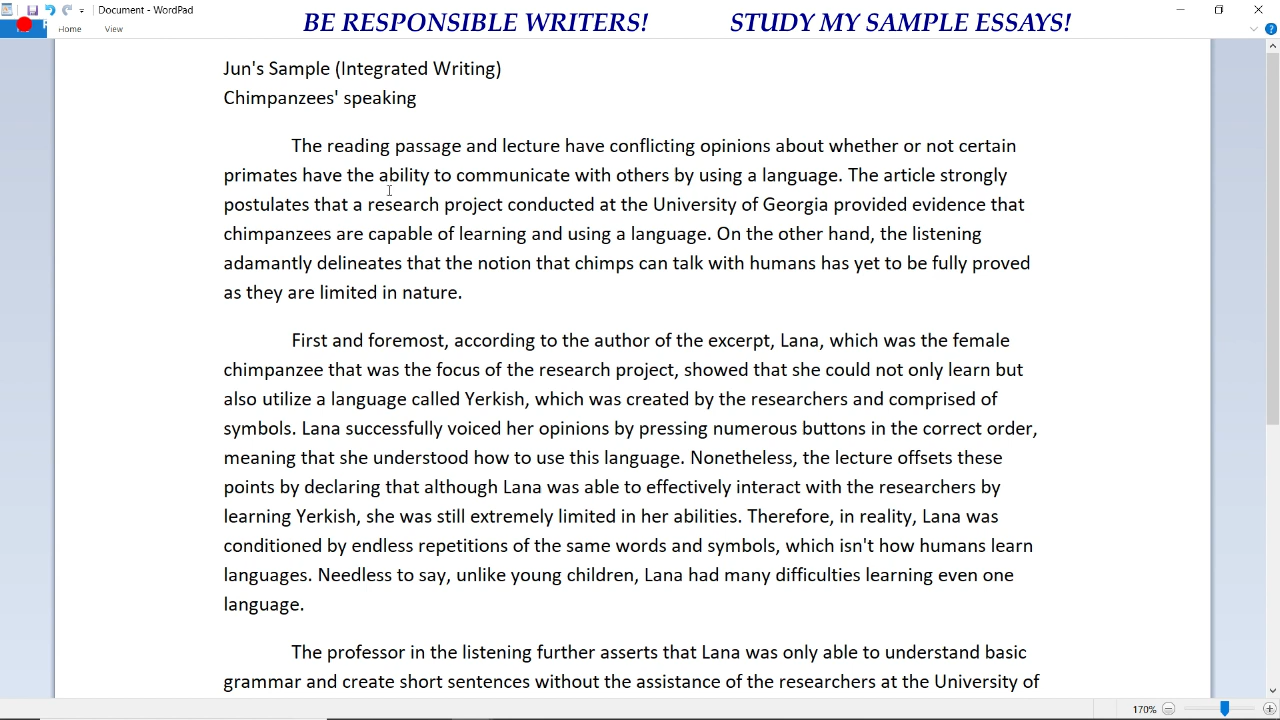 Document - WordPad
BE RESPONSIBLE WRITERS! STUDY MY SAMPLE ESSAYS!
Home View
Jun's Sample (Integrated Writing)
Chimpanzees' speaking
The reading passage and lecture have conflicting opinions about whether or not certain
primates have the ability to communicate with others by using a language. The article strongly
postulates that a research project conducted at the University of Georgia provided evidence that
chimpanzees are capable of learning and using a language. On the other hand, the listening
adamantly delineates that the notion that chimps can talk with humans has yet to be fully proved
as they are limited in nature.
First and foremost, according to the author of the excerpt, Lana, which was the female
chimpanzee that was the focus of the research project, showed that she could not only learn but
also utilize a language called Yerkish, which was created by the researchers and comprised of
symbols. Lana successfully voiced her opinions by pressing numerous buttons in the correct order,
meaning that she understood how to use this language. Nonetheless, the lecture offsets these
points by declaring that although Lana was able to effectively interact with the researchers by
learning Yerkish, she was still extremely limited in her abilities. Therefore, in reality, Lana was
conditioned by endless repetitions of the same words and symbols, which isn't how humans learn
languages. Needless to say, unlike young children, Lana had many difficulties learning even one
language.
The professor in the listening further asserts that Lana was only able to understand basic
grammar and create short sentences without the assistance of the researchers at the University of
170%